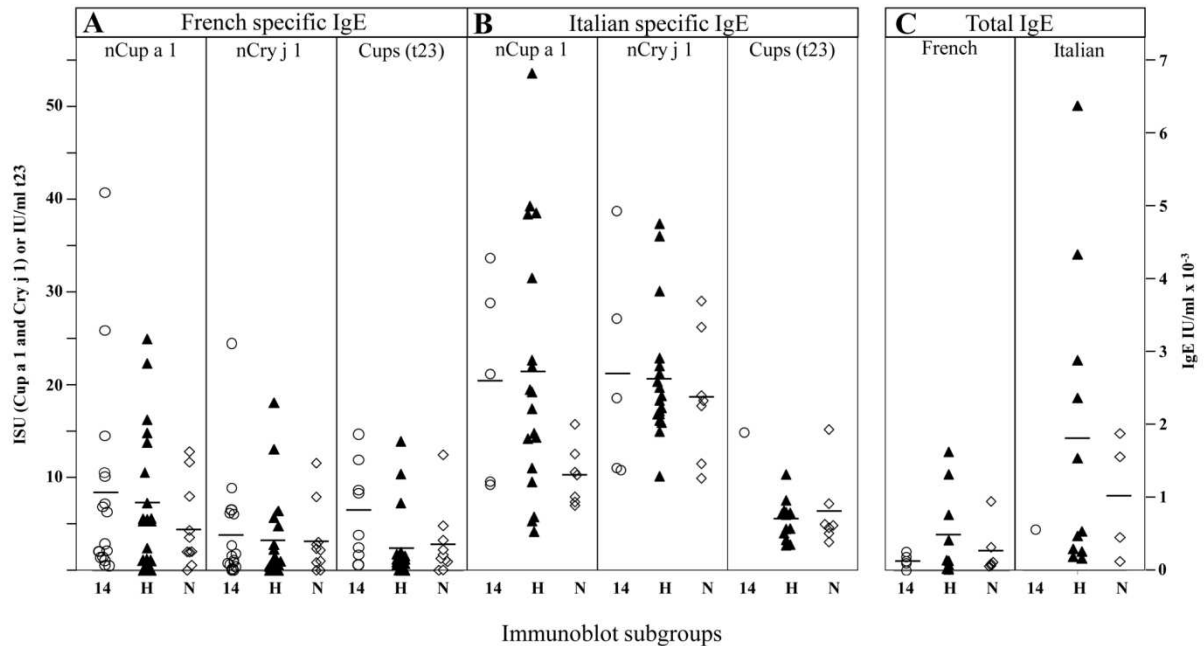 A French specific IgE B Italian specific IgE C Total IgE
nCup a 1 nCry j 1 Cups (t23) nCup a 1 nCry j 1 Cups (t23) French Italian
ISU (Cup a 1 and Cry j 1) or IU/ml t23
50
40
30
20
10
7
6
5
4
3
2
1
0
IgE IU/ml x 10⁻³
14 H N 14 H N 14 H N 14 H N 14 H N 14 H N 14 H N 14 H N
Immunoblot subgroups